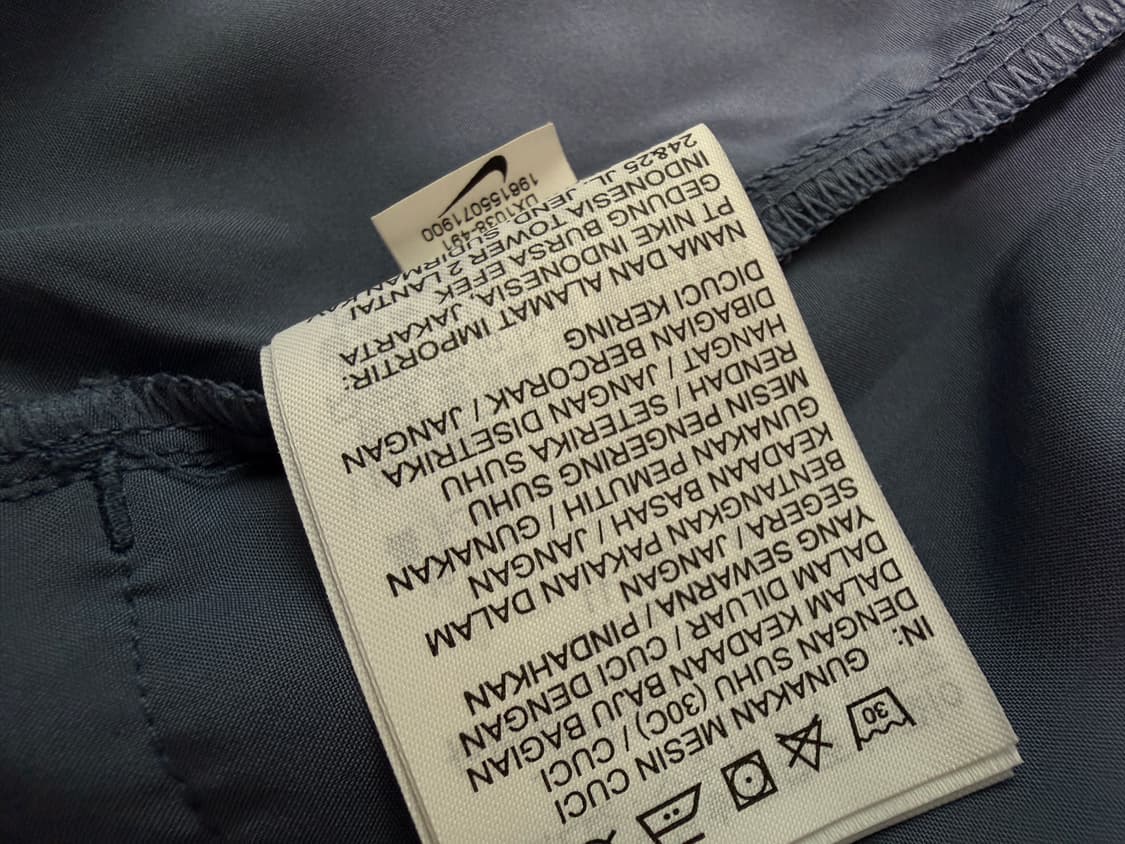 30
IN: GUNAKAN MESIN CUCI
DENGAN SUHU (30C) / CUCI
DALAM KEADAAN BAJU BAGIAN
DALAM DILUAR / CUCI DENGAN
YANG SEWARNA / PINDAHKAN
SEGERA / JANGAN
BENTANGKAN PAKAIAN DALAM
KEADAAN BASAH / JANGAN
GUNAKAN PEMUTIH / GUNAKAN
MESIN PENGERING SUHU
RENDAH / SETERIKA SUHU
HANGAT / JANGAN DISETRIKA
DIBAGIAN BERCORAK / JANGAN
DICUCI KERING
NAMA DAN ALAMAT IMPORTIR:
PT NIKE INDONESIA, JAKARTA
GEDUNG BURSA EFEK
INDONESIA TOWER 2 LANTAI
24&25 JL. JEND. SUDIRMAN KAV
DX1038-491
198155071900